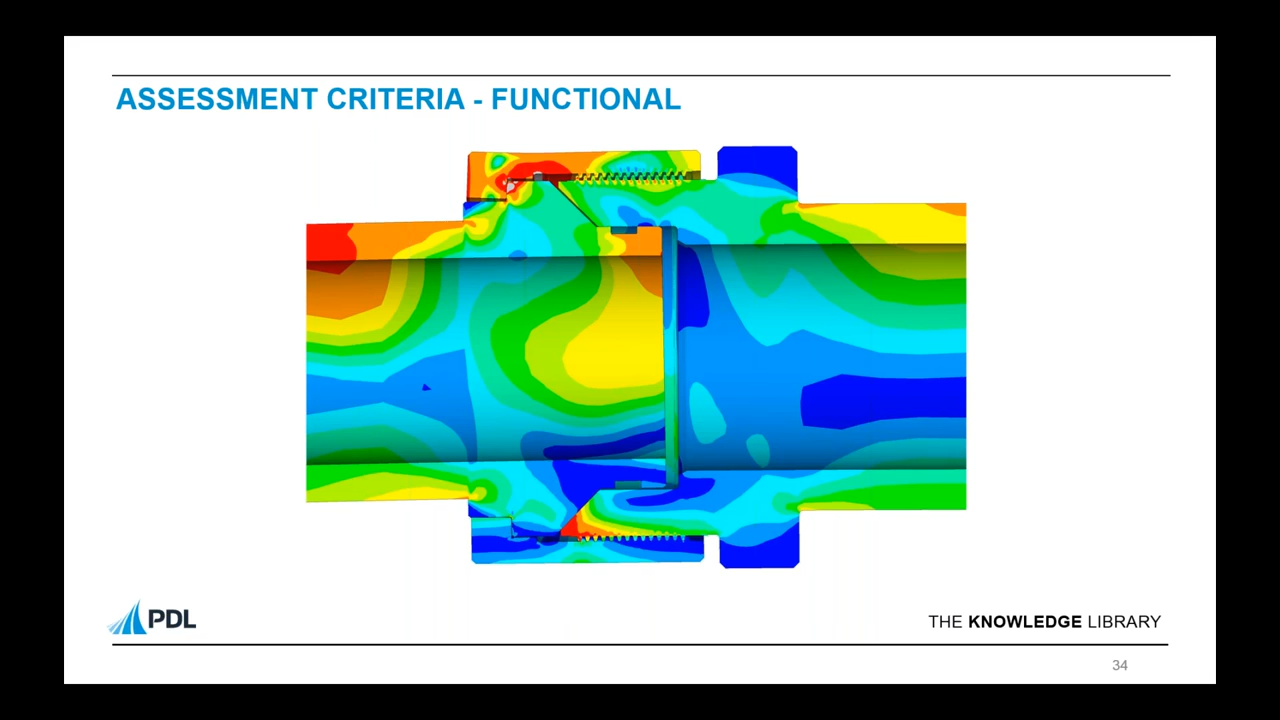 ASSESSMENT CRITERIA - FUNCTIONAL
PDL
THE KNOWLEDGE LIBRARY
34